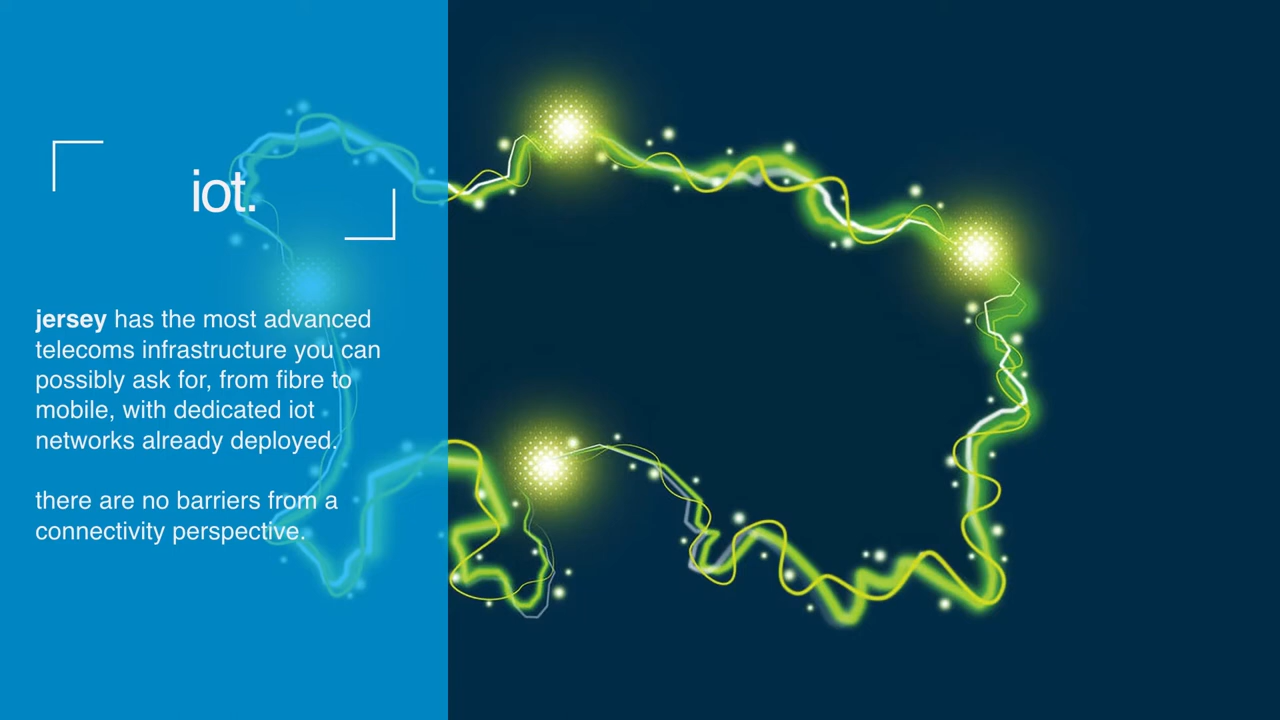 iot.
jersey has the most advanced
telecoms infrastructure you can
possibly ask for, from fibre to
mobile, with dedicated iot
networks already deployed.
there are no barriers from a
connectivity perspective.